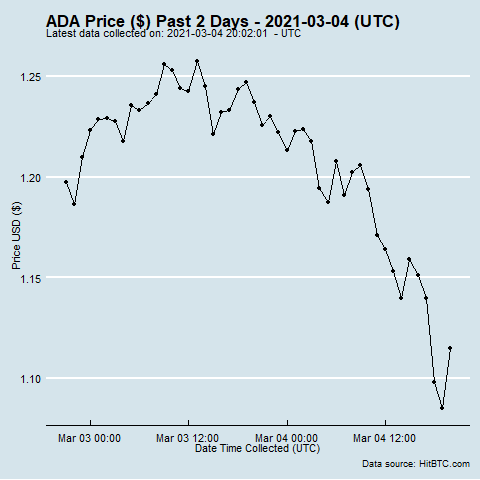 ADA Price ($) Past 2 Days - 2021-03-04 (UTC)
Latest data collected on: 2021-03-04 20:02:01 - UTC
1.25
1.20
1.15
1.10
Price USD ($)
Mar 03 00:00 Mar 03 12:00 Mar 04 00:00 Mar 04 12:00
Date Time Collected (UTC)
Data source: HitBTC.com